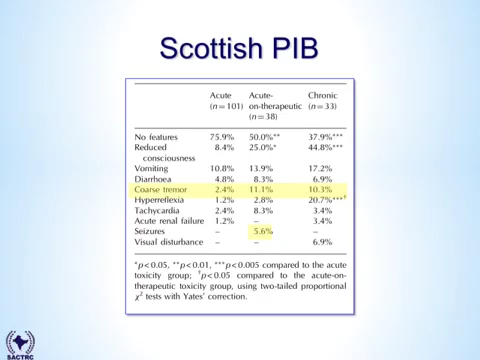 Scottish PIB
Acute Acute- Chronic
(n=101) on-therapeutic (n=33)
(n=38)
No features 75.9% 50.0%** 37.9%***
Reduced 8.4% 25.0%* 44.8%***
consciousness
Vomiting 10.8% 13.9% 17.2%
Diarrhoea 4.8% 8.3% 6.9%
Coarse tremor 2.4% 11.1% 10.3%
Hyperreflexia 1.2% 2.8% 20.7%***†
Tachycardia 2.4% 8.3% 3.4%
Acute renal failure 1.2% – 3.4%
Seizures – 5.6% –
Visual disturbance – – 6.9%
*p<0.05, **p<0.01, ***p<0.005 compared to the acute
toxicity group; †p<0.05 compared to the acute-on-
therapeutic toxicity group, using two-tailed proportional
χ² tests with Yates' correction.
SACTRC